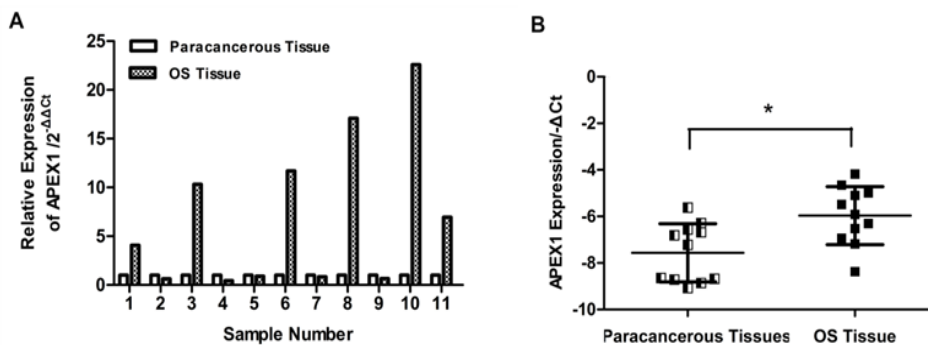 A
Relative Expression
of APEX1 /2^-ΔΔCt
25
20
15
10
5
0
Paracancerous Tissue
OS Tissue
1 2 3 4 5 6 7 8 9 10 11
Sample Number
B
APEX1 Expression/-ΔCt
0
-2
-4
-6
-8
-10
*
Paracancerous Tissues OS Tissue